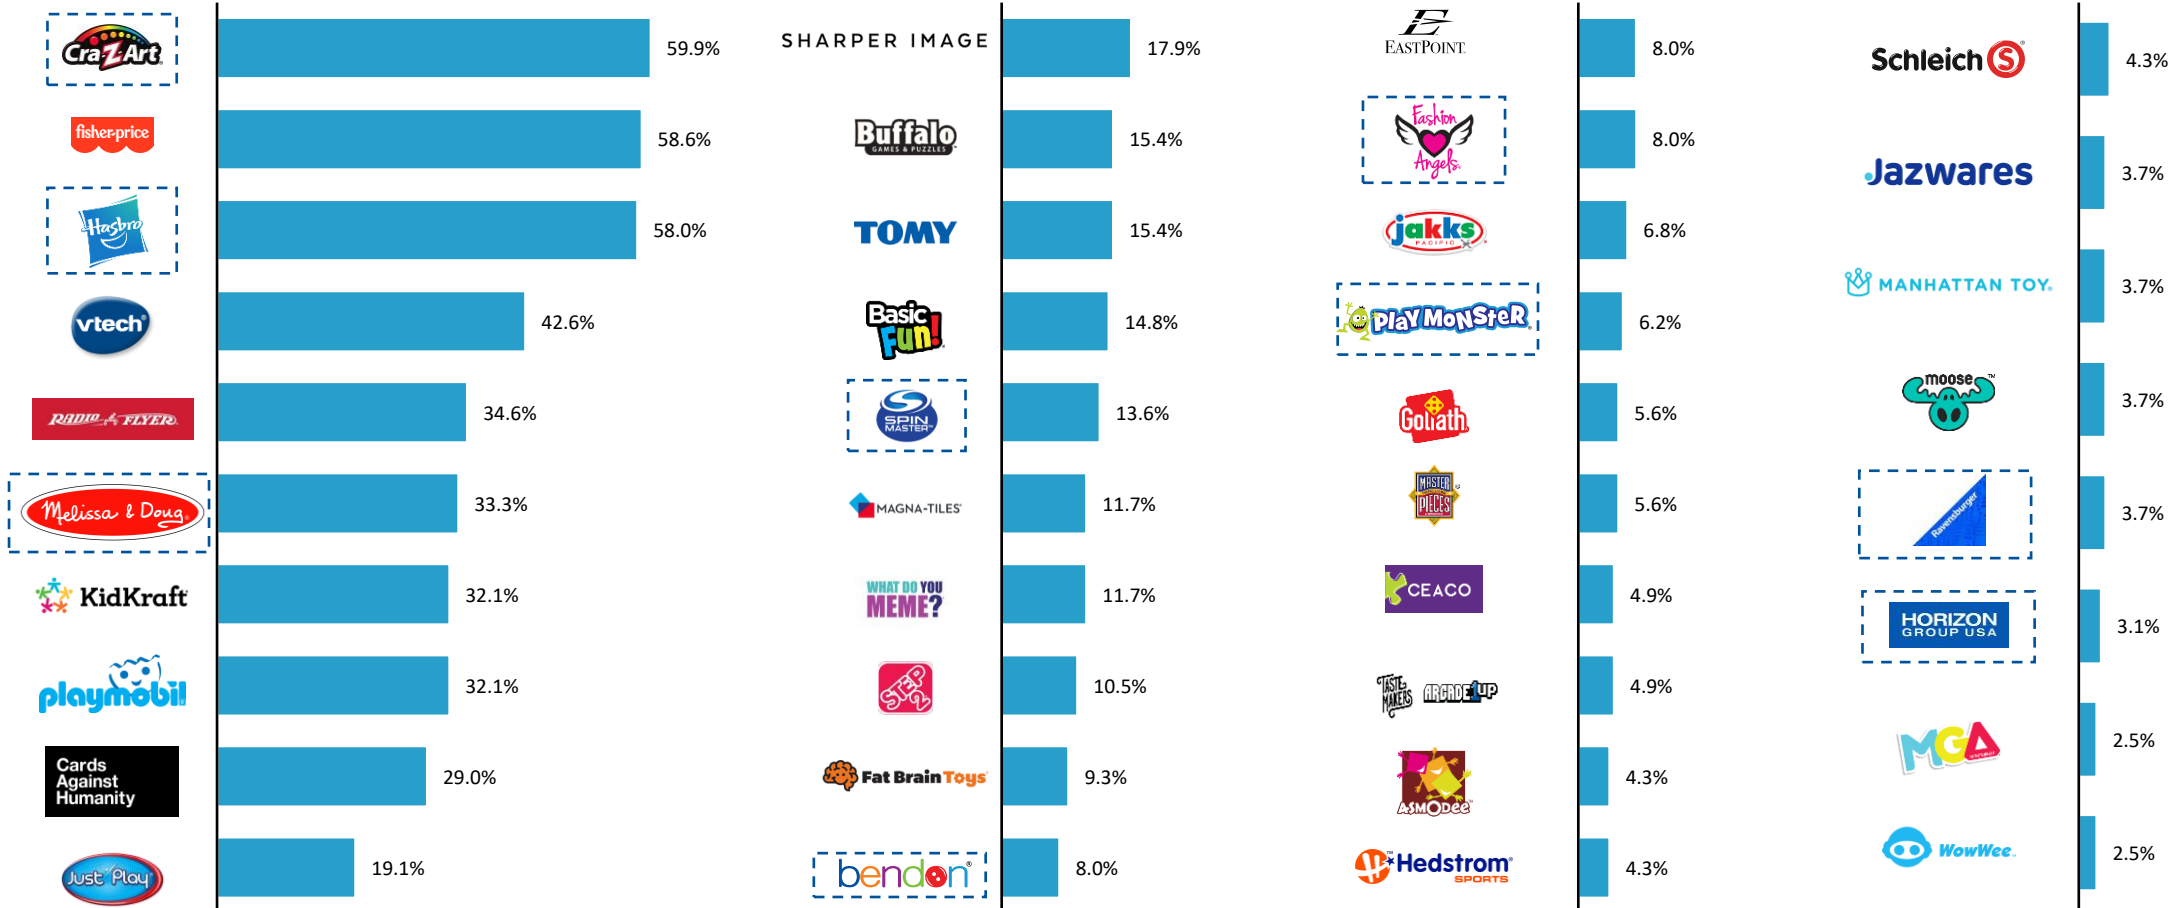 Cra-Z-Art
59.9%
fisher-price
58.6%
Hasbro
58.0%
vtech
42.6%
RADIO FLYER
34.6%
Melissa & Doug
33.3%
KidKraft
32.1%
playmobil
32.1%
Cards
Against
Humanity
29.0%
Just Play
19.1%
SHARPER IMAGE
17.9%
Buffalo
GAMES & PUZZLES
15.4%
TOMY
15.4%
Basic
Fun!
14.8%
SPIN
MASTER
13.6%
MAGNA-TILES
11.7%
WHAT DO YOU
MEME?
11.7%
STEP2
10.5%
Fat Brain Toys
9.3%
bendon
8.0%
E
EASTPOINT
8.0%
Fashion
Angels
8.0%
jakks
PACIFIC
6.8%
PLAYMONSTER
6.2%
Goliath
5.6%
MASTER
PIECES
5.6%
CEACO
4.9%
TASTE
MAKERS
ARCADE1UP
4.9%
ASMODEE
4.3%
Hedstrom
SPORTS
4.3%
Schleich S
4.3%
Jazwares
3.7%
MANHATTAN TOY
3.7%
moose
3.7%
Ravensburger
3.7%
HORIZON
GROUP USA
3.1%
MGA
2.5%
WowWee
2.5%